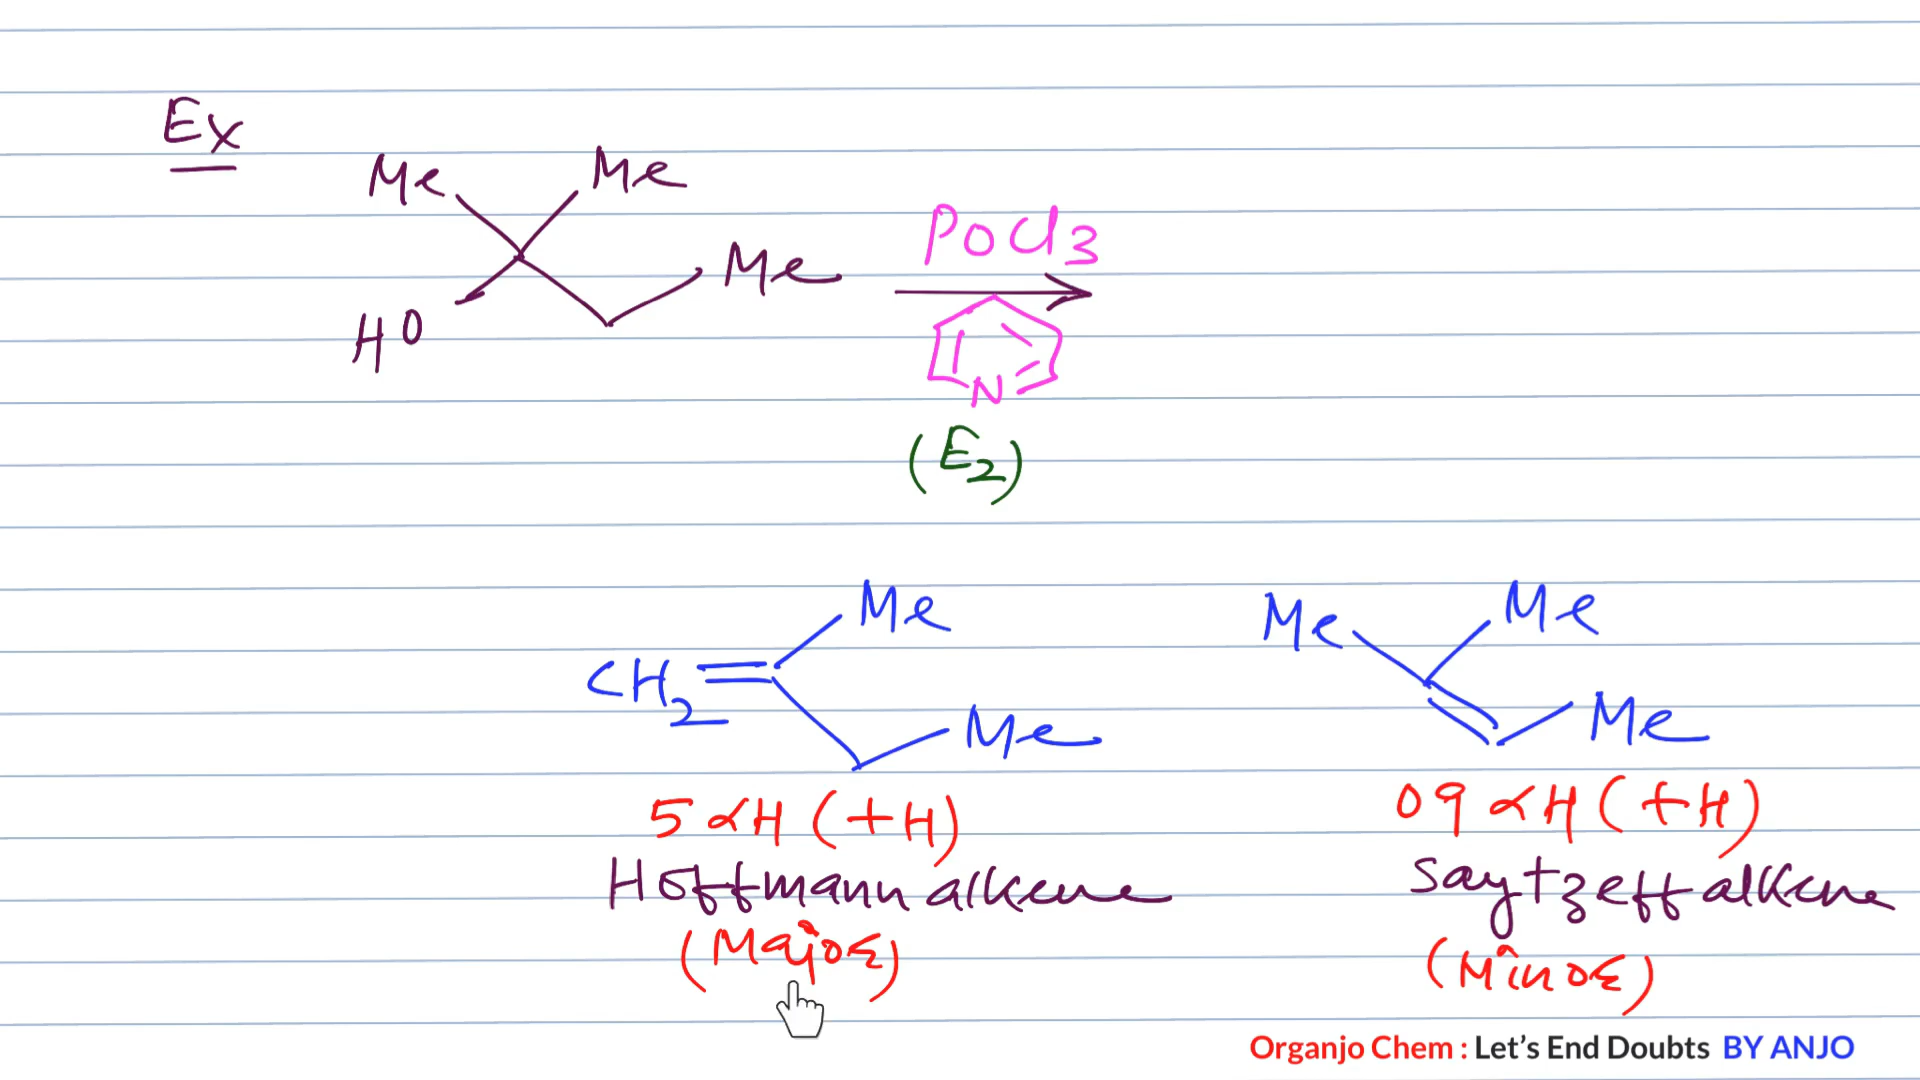 Ex
Me Me
Me
HO
POCl3
N
(E2)
Me
CH2
Me
Me Me
Me
5 αH (+H)
Hoffmann alkene
(Major)
09 αH (+H)
Saytzeff alkene
(Minor)
Organjo Chem : Let's End Doubts BY ANJO